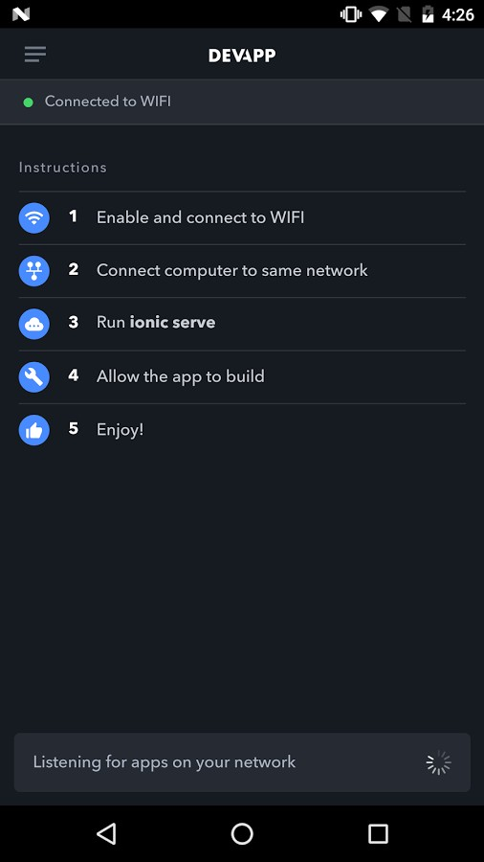 4:26
DEVAPP
Connected to WIFI
Instructions
1 Enable and connect to WIFI
2 Connect computer to same network
3 Run ionic serve
4 Allow the app to build
5 Enjoy!
Listening for apps on your network